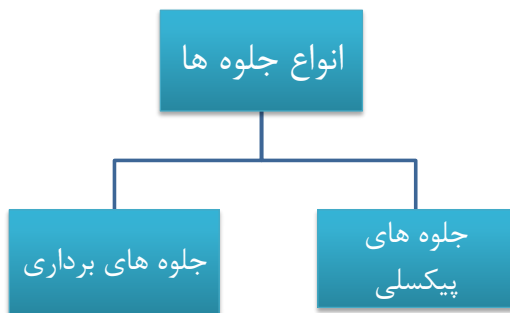 انواع جلوه ها
جلوه های
پیکسلی
جلوه های برداری